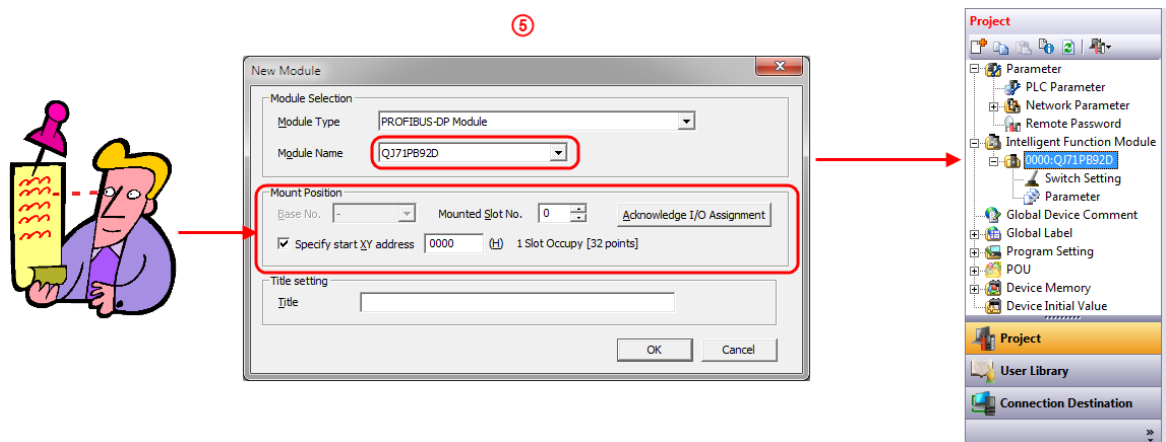 ⑤
New Module
Module Selection
Module Type PROFIBUS-DP Module
Module Name QJ71PB92D
Mount Position
Base No. - Mounted Slot No. 0 Acknowledge I/O Assignment
Specify start XY address 0000 (H) 1 Slot Occupy [32 points]
Title setting
Title
OK Cancel
Project
Parameter
PLC Parameter
Network Parameter
Remote Password
Intelligent Function Module
0000:QJ71PB92D
Switch Setting
Parameter
Global Device Comment
Global Label
Program Setting
POU
Device Memory
Device Initial Value
Project
User Library
Connection Destination
»